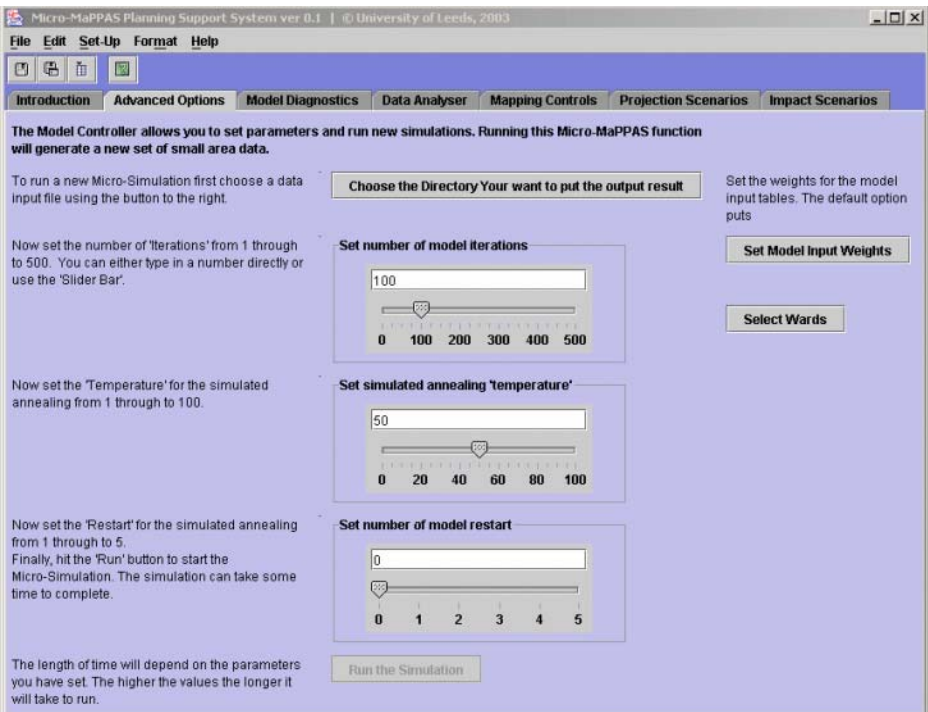 Micro-MaPPAS Planning Support System ver 0.1 | © University of Leeds, 2003
File Edit Set-Up Format Help
Introduction Advanced Options Model Diagnostics Data Analyser Mapping Controls Projection Scenarios Impact Scenarios
The Model Controller allows you to set parameters and run new simulations. Running this Micro-MaPPAS function
will generate a new set of small area data.
To run a new Micro-Simulation first choose a data
input file using the button to the right.
Choose the Directory Your want to put the output result
Set the weights for the model
input tables. The default option
puts
Set Model Input Weights
Select Wards
Now set the number of 'Iterations' from 1 through
to 500. You can either type in a number directly or
use the 'Slider Bar'.
Set number of model iterations
100
0 100 200 300 400 500
Now set the 'Temperature' for the simulated
annealing from 1 through to 100.
Set simulated annealing 'temperature'
50
0 20 40 60 80 100
Now set the 'Restart' for the simulated annealing
from 1 through to 5.
Finally, hit the 'Run' button to start the
Micro-Simulation. The simulation can take some
time to complete.
Set number of model restart
0
0 1 2 3 4 5
The length of time will depend on the parameters
you have set. The higher the values the longer it
will take to run.
Run the Simulation